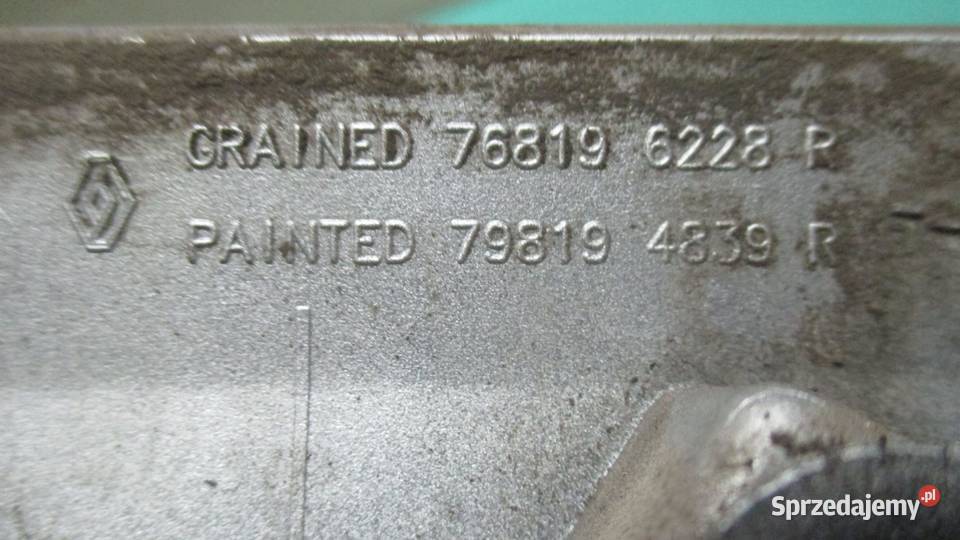 GRAINED 76819 6228 R
PAINTED 79819 4839 R
Sprzedajemy.pl